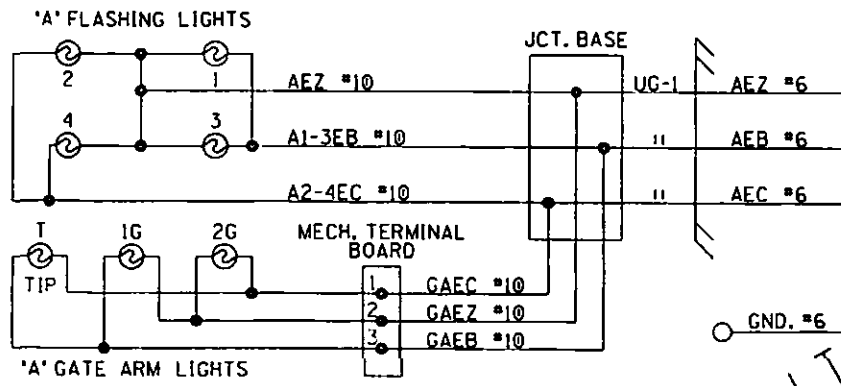 "A" FLASHING LIGHTS
JCT. BASE
2 1
AEZ #10 UG-1 AEZ #6
4 3
A1-3EB #10 " AEB #6
A2-4EC #10 " AEC #6
T 1G 2G MECH. TERMINAL
BOARD
TIP
1 GAEC #10
2 GAEZ #10
3 GAEB #10
GND. #6
"A" GATE ARM LIGHTS